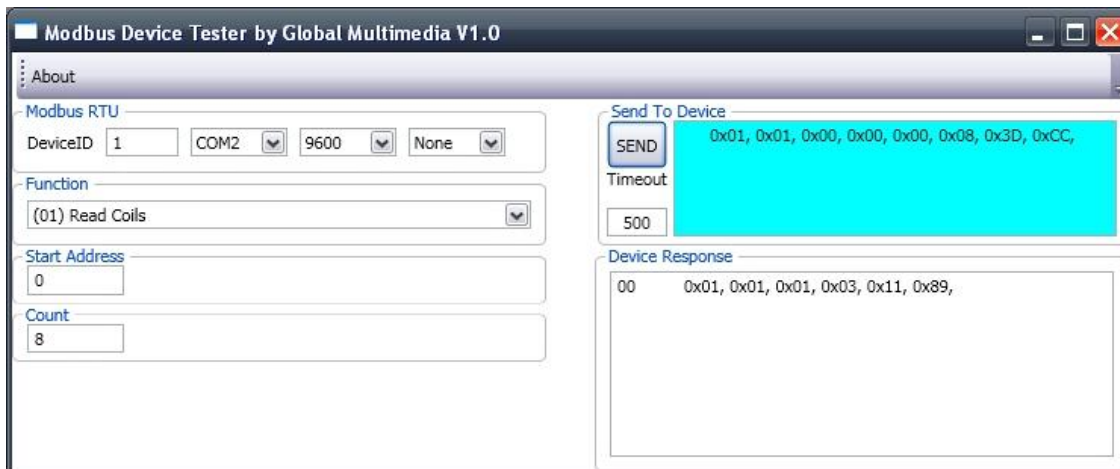 Modbus Device Tester by Global Multimedia V1.0
About
Modbus RTU
DeviceID 1 COM2 9600 None
Function
(01) Read Coils
Start Address
0
Count
8
Send To Device
SEND 0x01, 0x01, 0x00, 0x00, 0x00, 0x08, 0x3D, 0xCC,
Timeout
500
Device Response
00 0x01, 0x01, 0x01, 0x03, 0x11, 0x89,